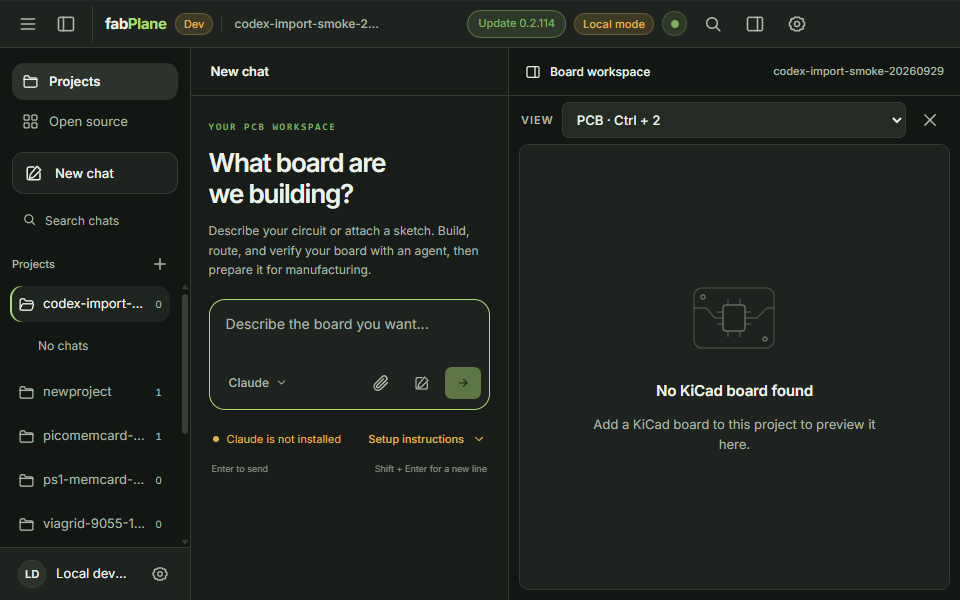 fabPlane Dev codex-import-smoke-2... Update 0.2.114 Local mode
Projects
Open source
New chat
Search chats
Projects
codex-import-... 0
No chats
newproject 1
picomemcard-... 1
ps1-memcard-... 0
viagrid-9055-1... 0
LD Local dev...
New chat
YOUR PCB WORKSPACE
What board are
we building?
Describe your circuit or attach a sketch. Build,
route, and verify your board with an agent, then
prepare it for manufacturing.
Describe the board you want...
Claude
Claude is not installed Setup instructions
Enter to send Shift + Enter for a new line
Board workspace codex-import-smoke-20260929
VIEW PCB · Ctrl + 2
No KiCad board found
Add a KiCad board to this project to preview it
here.